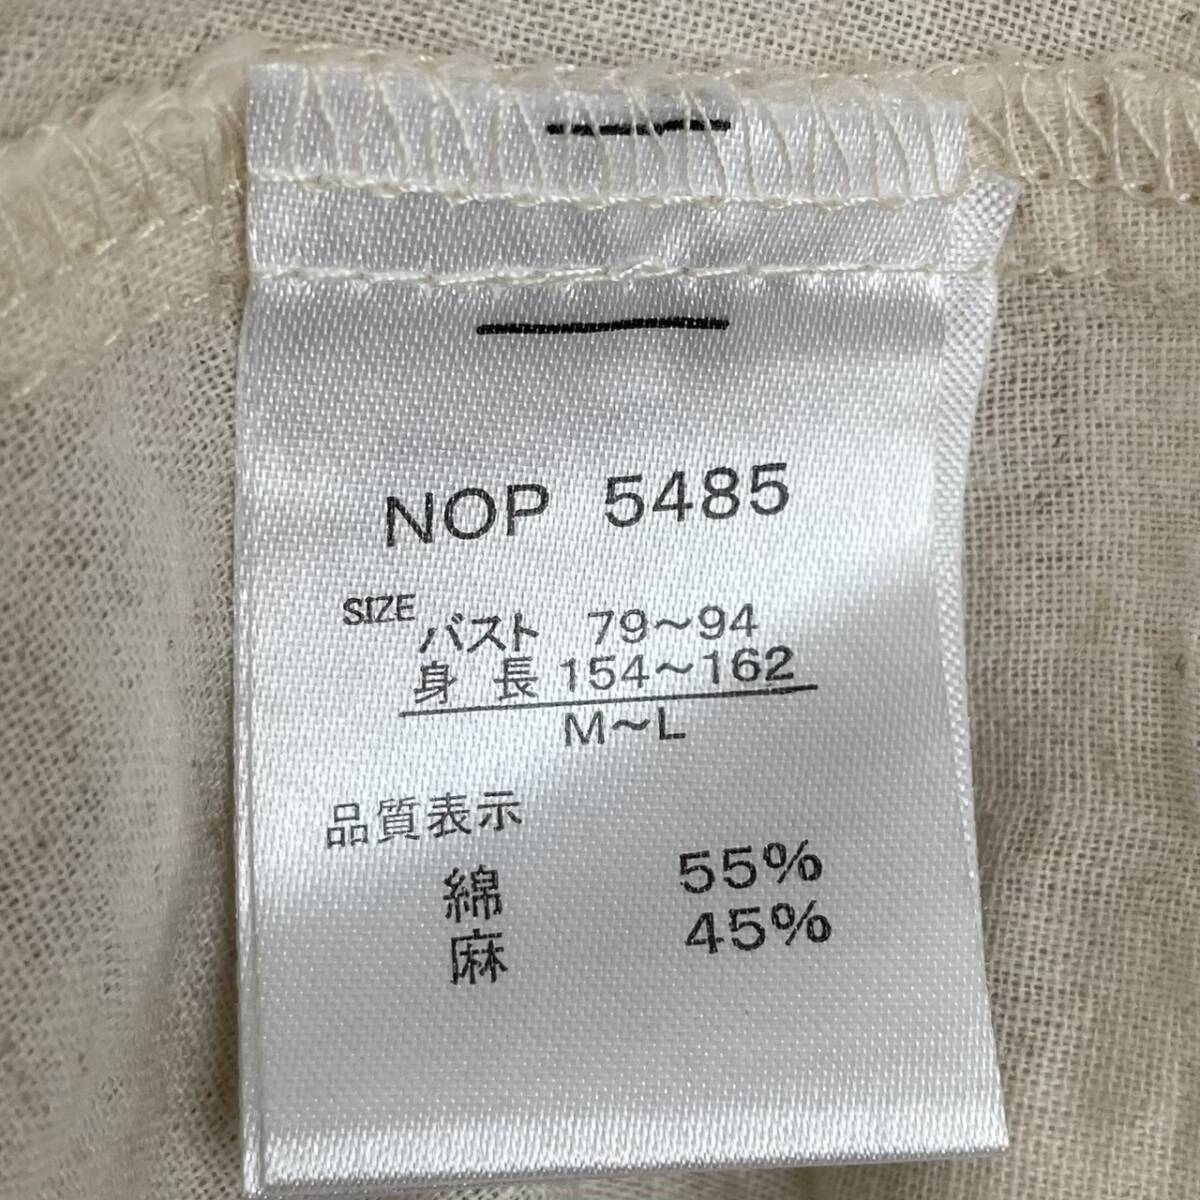 NOP 5485
SIZE
バスト 79～94
身長 154～162
M～L
品質表示
綿 55%
麻 45%